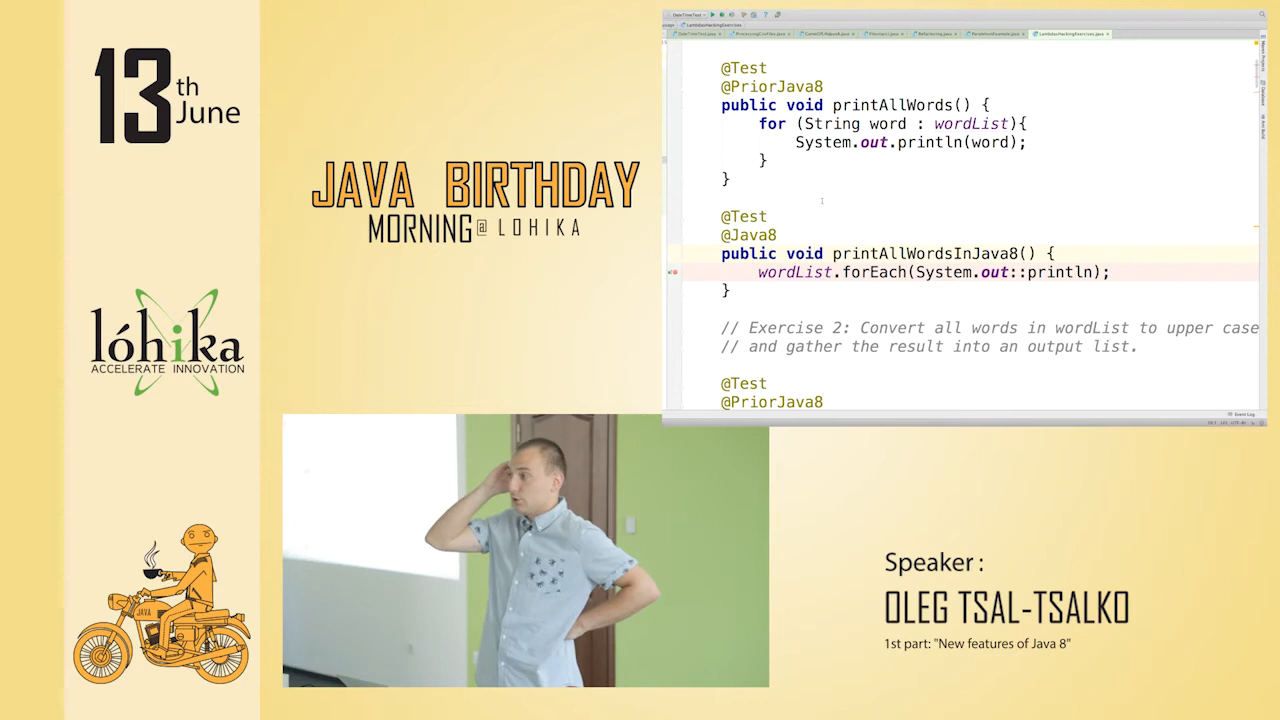 13
th
June
JAVA BIRTHDAY
MORNING@LOHIKA
lóhika
ACCELERATE INNOVATION
JAVA
@Test
@PriorJava8
public void printAllWords() {
for (String word : wordList){
System.out.println(word);
}
}
@Test
@Java8
public void printAllWordsInJava8() {
wordList.forEach(System.out::println);
}
// Exercise 2: Convert all words in wordList to upper case
// and gather the result into an output list.
@Test
@PriorJava8
Event Log
Speaker :
OLEG TSAL-TSALKO
1st part: "New features of Java 8"